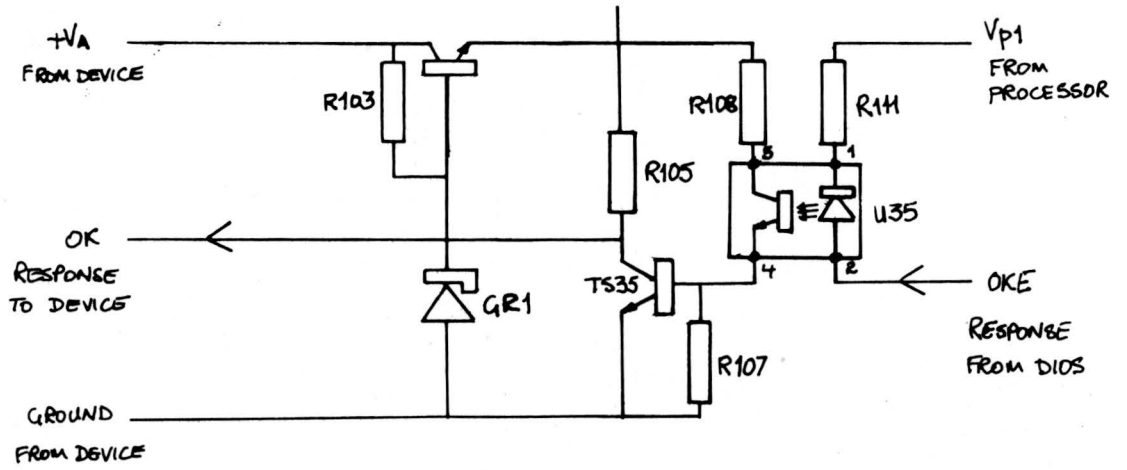 +VA
FROM DEVICE
R103
R108
R111
VP1
FROM
PROCESSOR
R105
3
1
U35
OK
RESPONSE
TO DEVICE
GR1
TS35
4
2
OKE
RESPONSE
FROM DIOS
R107
GROUND
FROM DEVICE